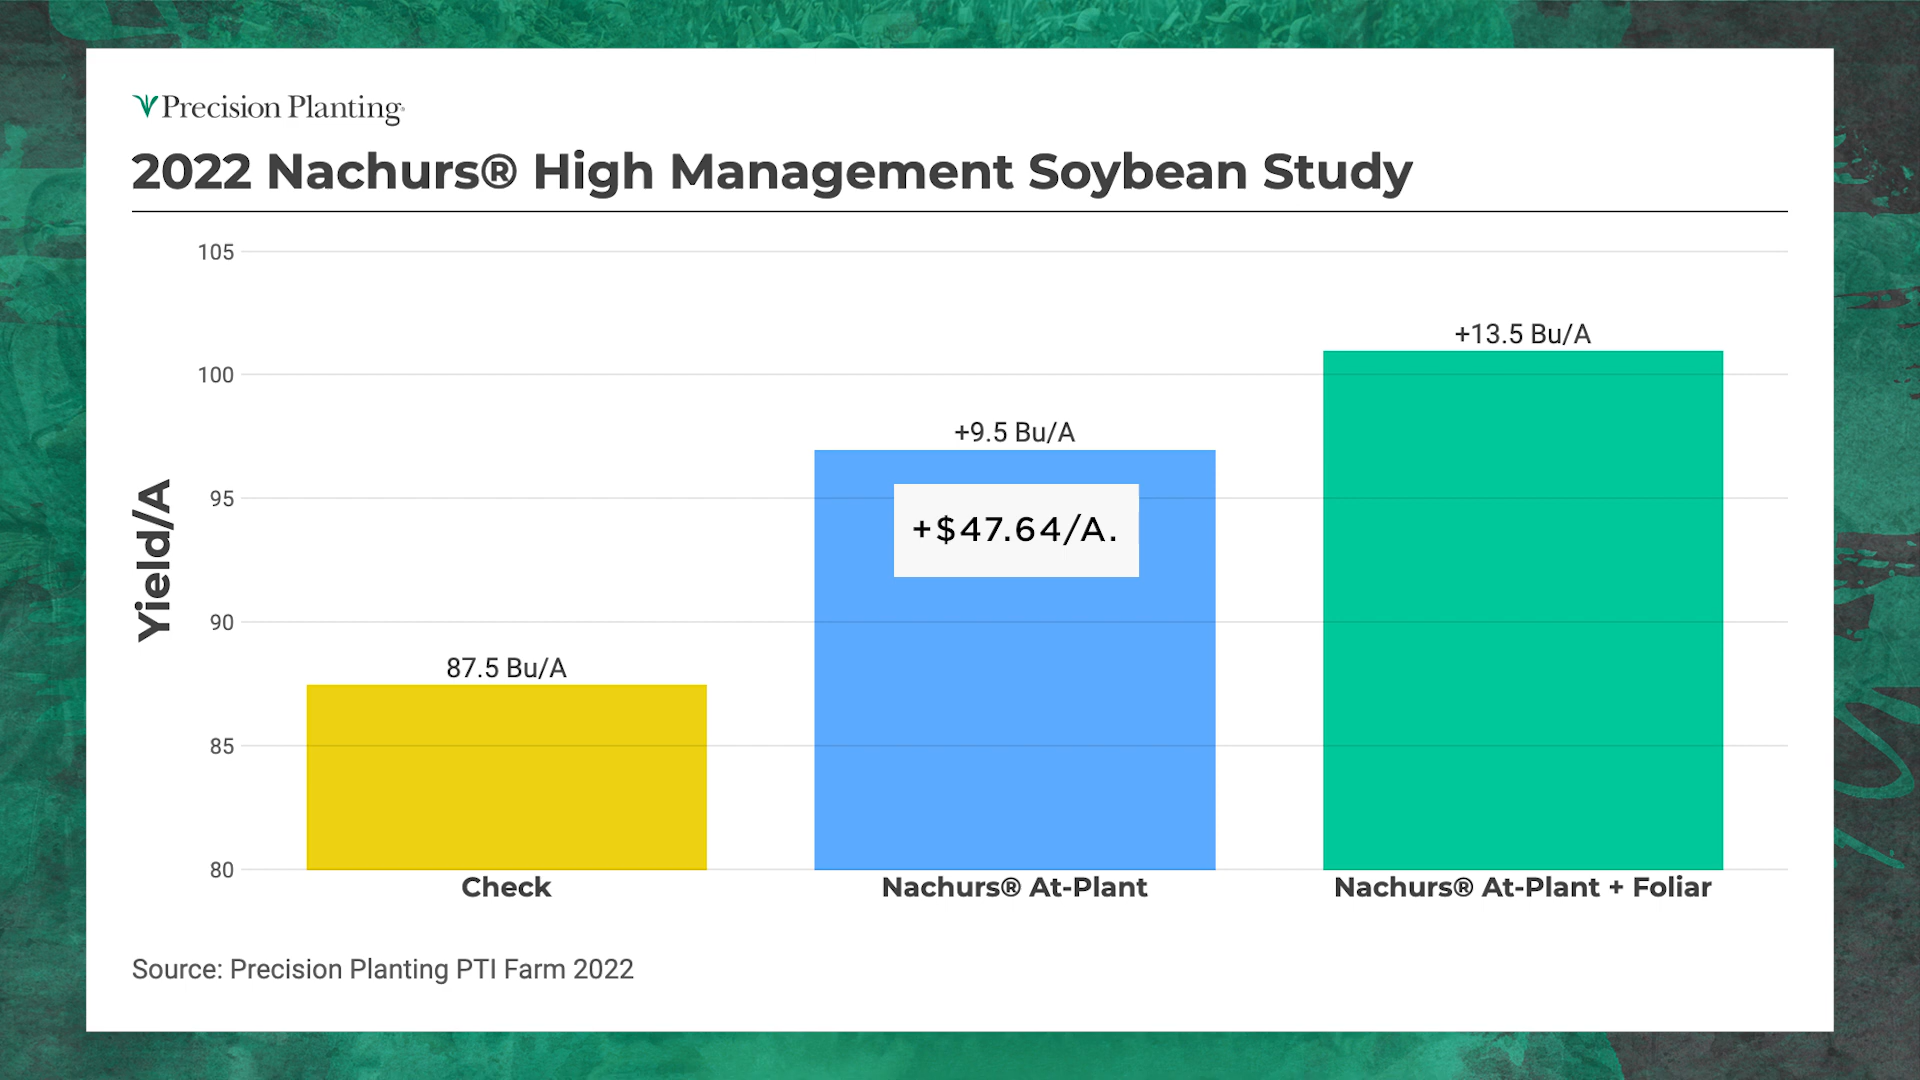 Precision Planting
2022 Nachurs® High Management Soybean Study
Yield/A
105
100
95
90
85
80
87.5 Bu/A
+9.5 Bu/A
+$47.64/A.
+13.5 Bu/A
Check
Nachurs® At-Plant
Nachurs® At-Plant + Foliar
Source: Precision Planting PTI Farm 2022